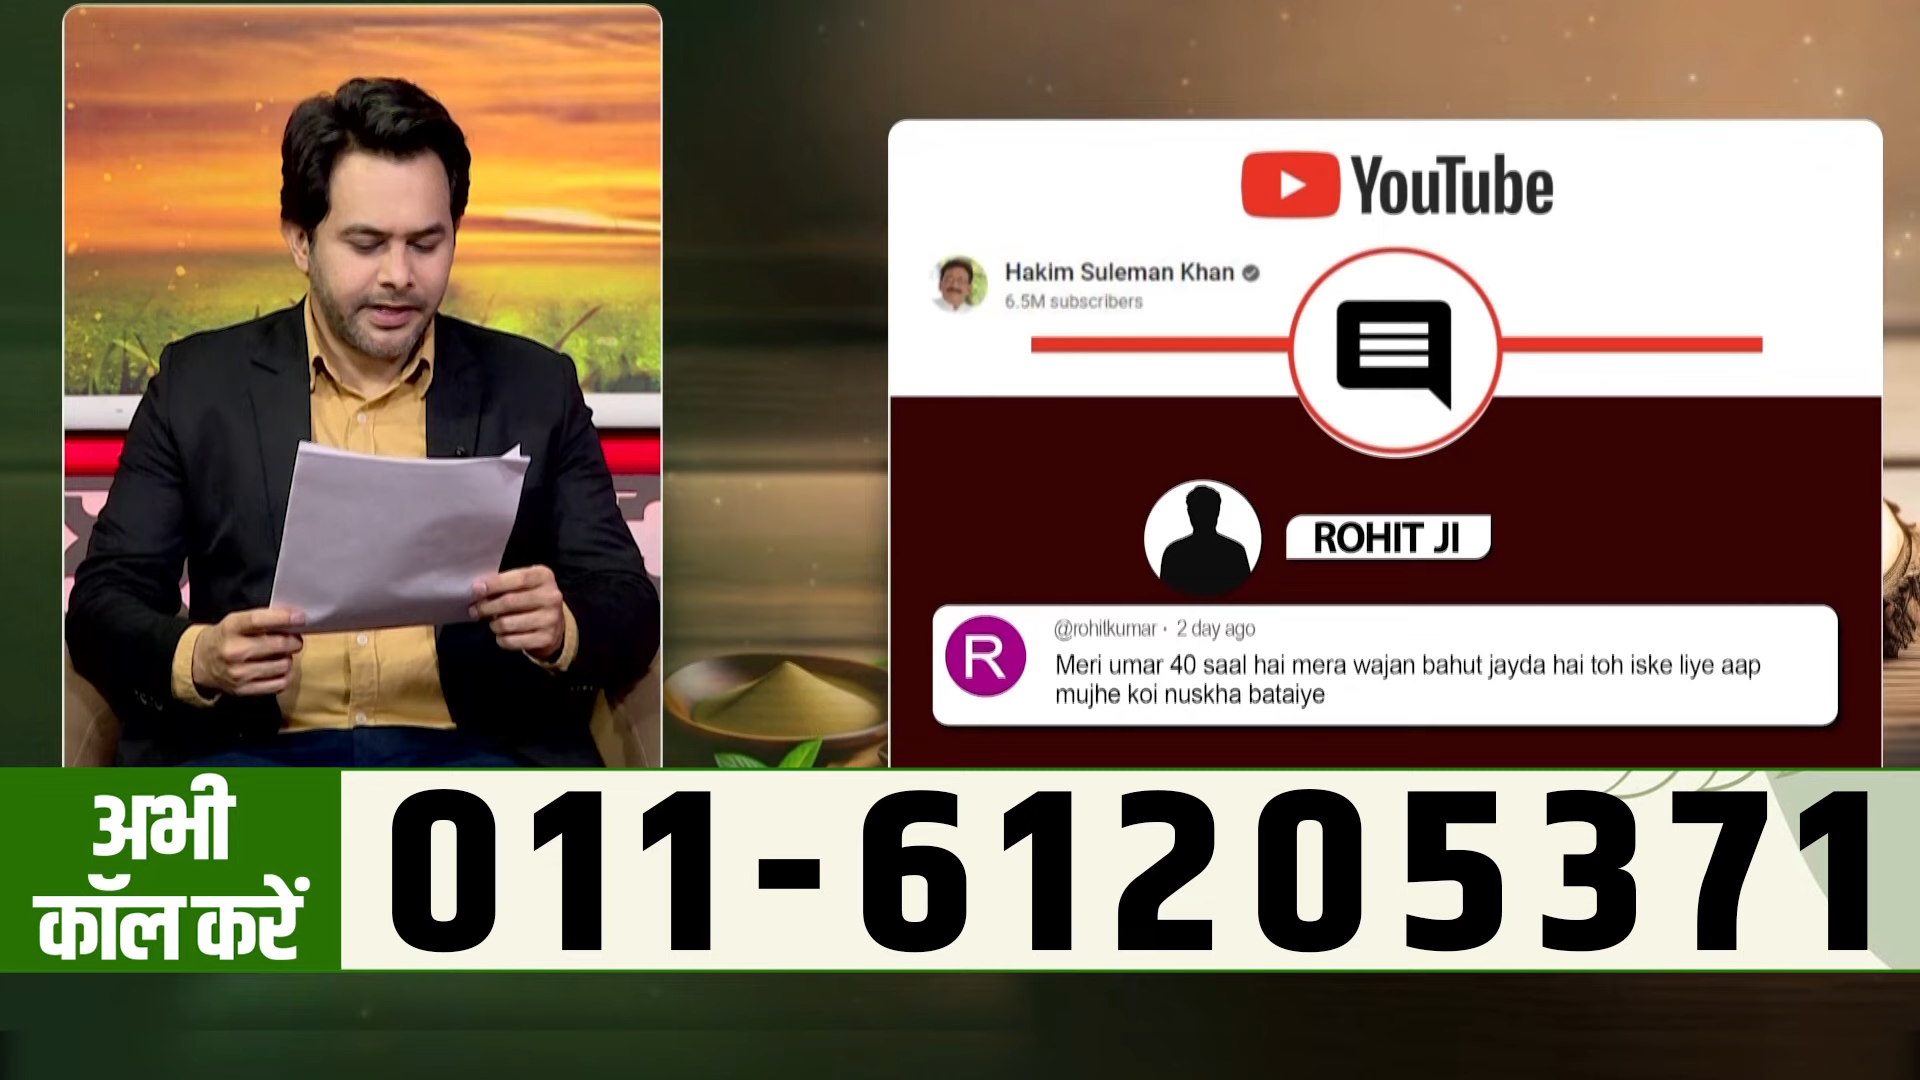 YouTube
Hakim Suleman Khan
6.5M subscribers
ROHIT JI
R
@rohitkumar • 2 day ago
Meri umar 40 saal hai mera wajan bahut jayda hai toh iske liye aap
mujhe koi nuskha bataiye
अभी
कॉल करें
011-61205371